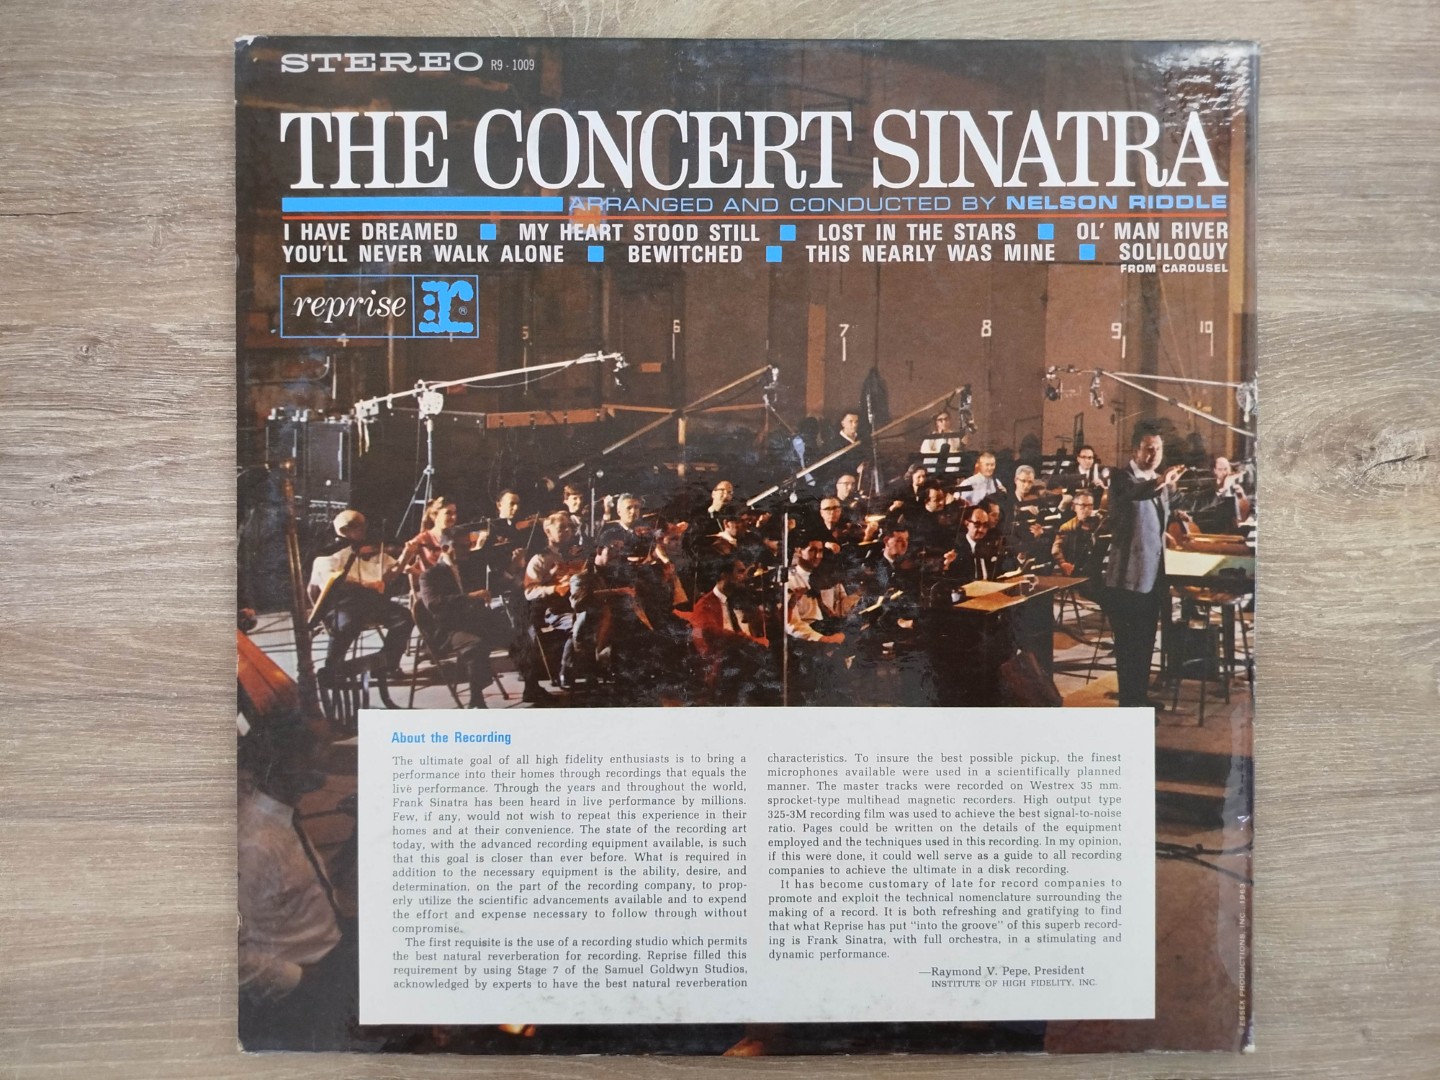 STEREO R9 - 1009
THE CONCERT SINATRA
ARRANGED AND CONDUCTED BY NELSON RIDDLE
I HAVE DREAMED ■ MY HEART STOOD STILL ■ LOST IN THE STARS ■ OL' MAN RIVER
YOU'LL NEVER WALK ALONE ■ BEWITCHED ■ THIS NEARLY WAS MINE ■ SOLILOQUY
FROM CAROUSEL
reprise r ®
4 5 6 7 8 9 10
About the Recording
The ultimate goal of all high fidelity enthusiasts is to bring a
performance into their homes through recordings that equals the
live performance. Through the years and throughout the world,
Frank Sinatra has been heard in live performance by millions.
Few, if any, would not wish to repeat this experience in their
homes and at their convenience. The state of the recording art
today, with the advanced recording equipment available, is such
that this goal is closer than ever before. What is required in
addition to the necessary equipment is the ability, desire, and
determination, on the part of the recording company, to prop-
erly utilize the scientific advancements available and to expend
the effort and expense necessary to follow through without
compromise.
The first requisite is the use of a recording studio which permits
the best natural reverberation for recording. Reprise filled this
requirement by using Stage 7 of the Samuel Goldwyn Studios,
acknowledged by experts to have the best natural reverberation
characteristics. To insure the best possible pickup, the finest
microphones available were used in a scientifically planned
manner. The master tracks were recorded on Westrex 35 mm.
sprocket-type multihead magnetic recorders. High output type
325-3M recording film was used to achieve the best signal-to-noise
ratio. Pages could be written on the details of the equipment
employed and the techniques used in this recording. In my opinion,
if this were done, it could well serve as a guide to all recording
companies to achieve the ultimate in a disk recording.
It has become customary of late for record companies to
promote and exploit the technical nomenclature surrounding the
making of a record. It is both refreshing and gratifying to find
that what Reprise has put "into the groove" of this superb record-
ing is Frank Sinatra, with full orchestra, in a stimulating and
dynamic performance.
—Raymond V. Pepe, President
INSTITUTE OF HIGH FIDELITY, INC.
© ESSEX PRODUCTIONS, INC. 1963